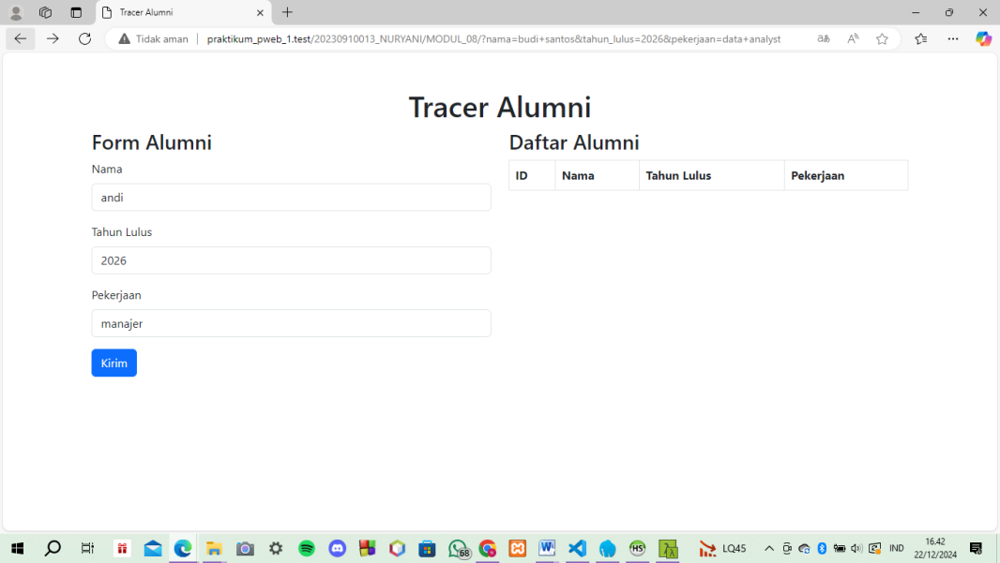 Tracer Alumni
Tidak aman
praktikum_pweb_1.test/20230910013_NURYANI/MODUL_08/?nama=budi+santos&tahun_lulus=2026&pekerjaan=data+analyst
Tracer Alumni
Form Alumni
Nama
andi
Tahun Lulus
2026
Pekerjaan
manajer
Kirim
Daftar Alumni
ID Nama Tahun Lulus Pekerjaan
68
HS
LQ45
IND
16.42
22/12/2024